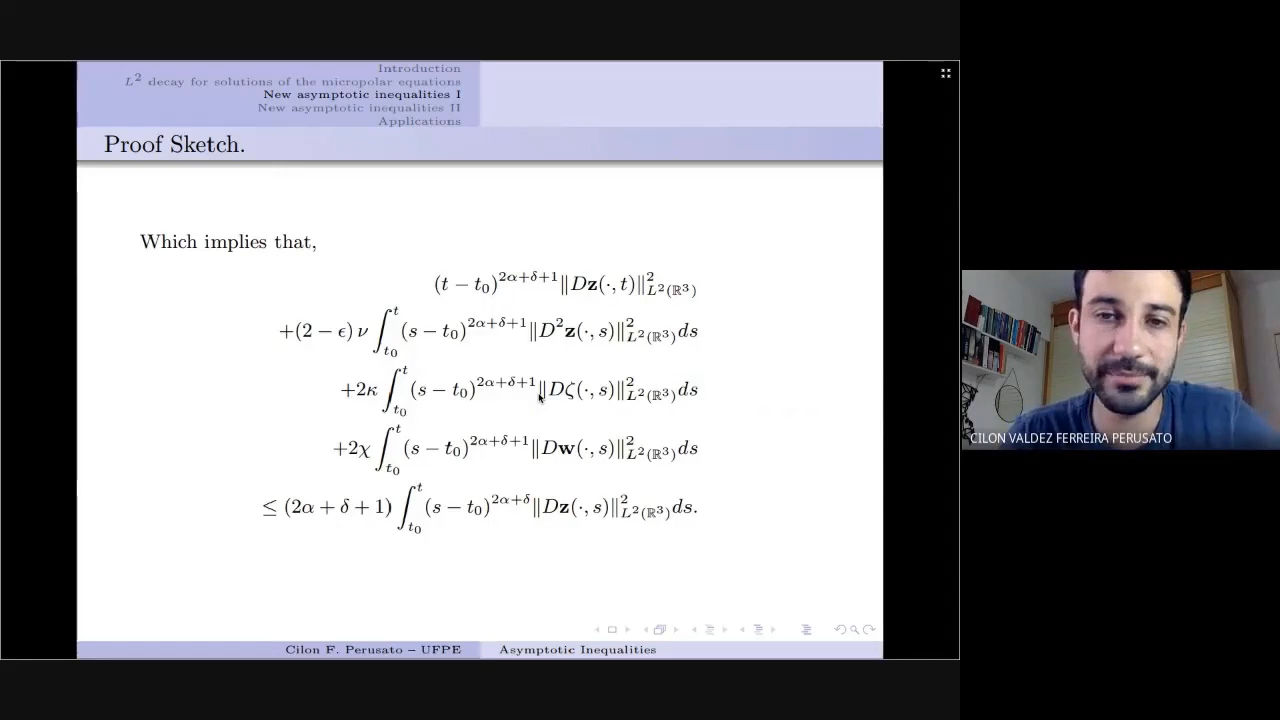 Introduction
L² decay for solutions of the micropolar equations
New asymptotic inequalities I
New asymptotic inequalities II
Applications
Proof Sketch.
Which implies that,
(t − t₀)^{2α+δ+1}‖D𝐳(·, t)‖²_{L²(ℝ³)}
+(2 − ϵ) ν ∫_{t₀}^{t} (s − t₀)^{2α+δ+1}‖D²𝐳(·, s)‖²_{L²(ℝ³)}ds
+2κ ∫_{t₀}^{t} (s − t₀)^{2α+δ+1}‖Dζ(·, s)‖²_{L²(ℝ³)}ds
+2χ ∫_{t₀}^{t} (s − t₀)^{2α+δ+1}‖D𝐰(·, s)‖²_{L²(ℝ³)}ds
≤ (2α + δ + 1) ∫_{t₀}^{t} (s − t₀)^{2α+δ}‖D𝐳(·, s)‖²_{L²(ℝ³)}ds.
Cilon F. Perusato – UFPE
Asymptotic Inequalities
CILON VALDEZ FERREIRA PERUSATO